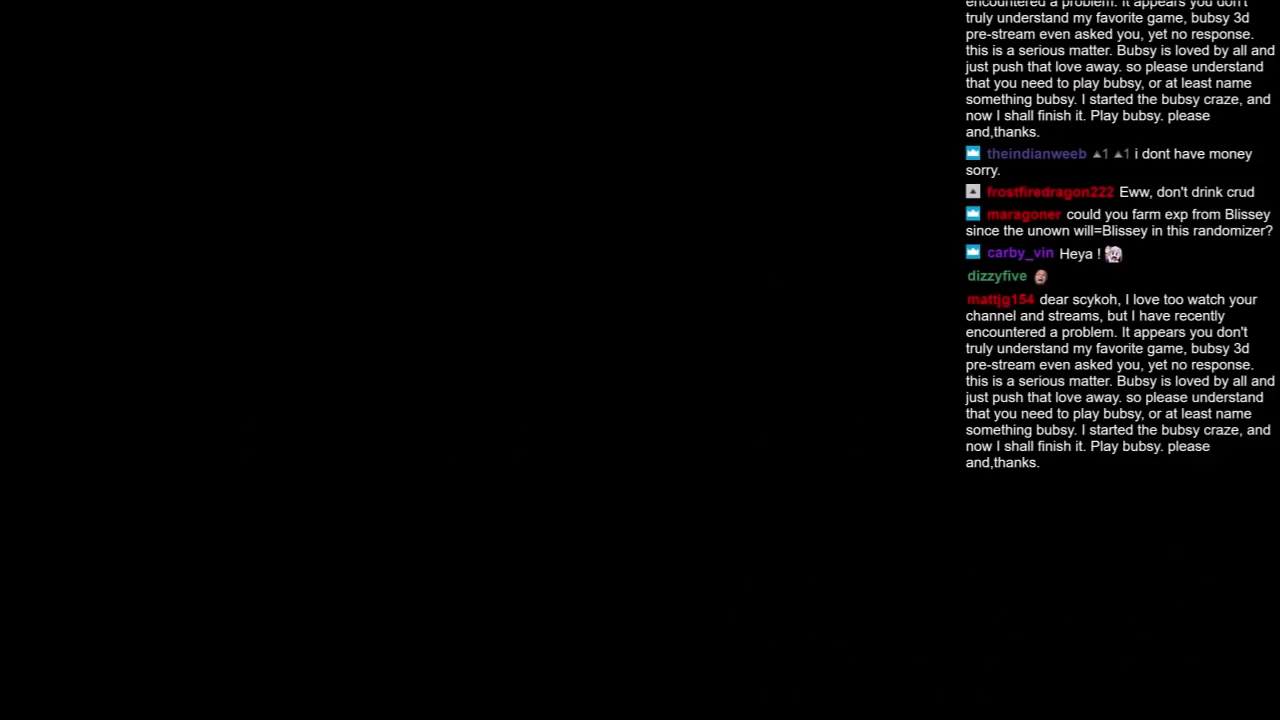 encountered a problem. It appears you don't
truly understand my favorite game, bubsy 3d
pre-stream even asked you, yet no response.
this is a serious matter. Bubsy is loved by all and
just push that love away. so please understand
that you need to play bubsy, or at least name
something bubsy. I started the bubsy craze, and
now I shall finish it. Play bubsy. please
and,thanks.
theindianweeb ▲1 ▲1 i dont have money
sorry.
frostfiredragon222 Eww, don't drink crud
maragoner could you farm exp from Blissey
since the unown will=Blissey in this randomizer?
carby_vin Heya !
dizzyfive
mattjg154 dear scykoh, I love too watch your
channel and streams, but I have recently
encountered a problem. It appears you don't
truly understand my favorite game, bubsy 3d
pre-stream even asked you, yet no response.
this is a serious matter. Bubsy is loved by all and
just push that love away. so please understand
that you need to play bubsy, or at least name
something bubsy. I started the bubsy craze, and
now I shall finish it. Play bubsy. please
and,thanks.